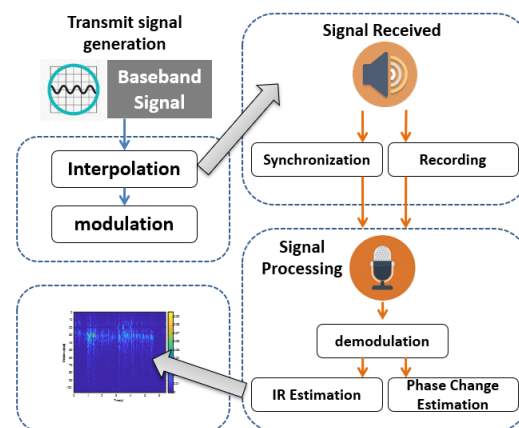 Transmit signal
generation
Baseband
Signal
Interpolation
modulation
Signal Received
Synchronization
Recording
Signal
Processing
demodulation
IR Estimation
Phase Change
Estimation